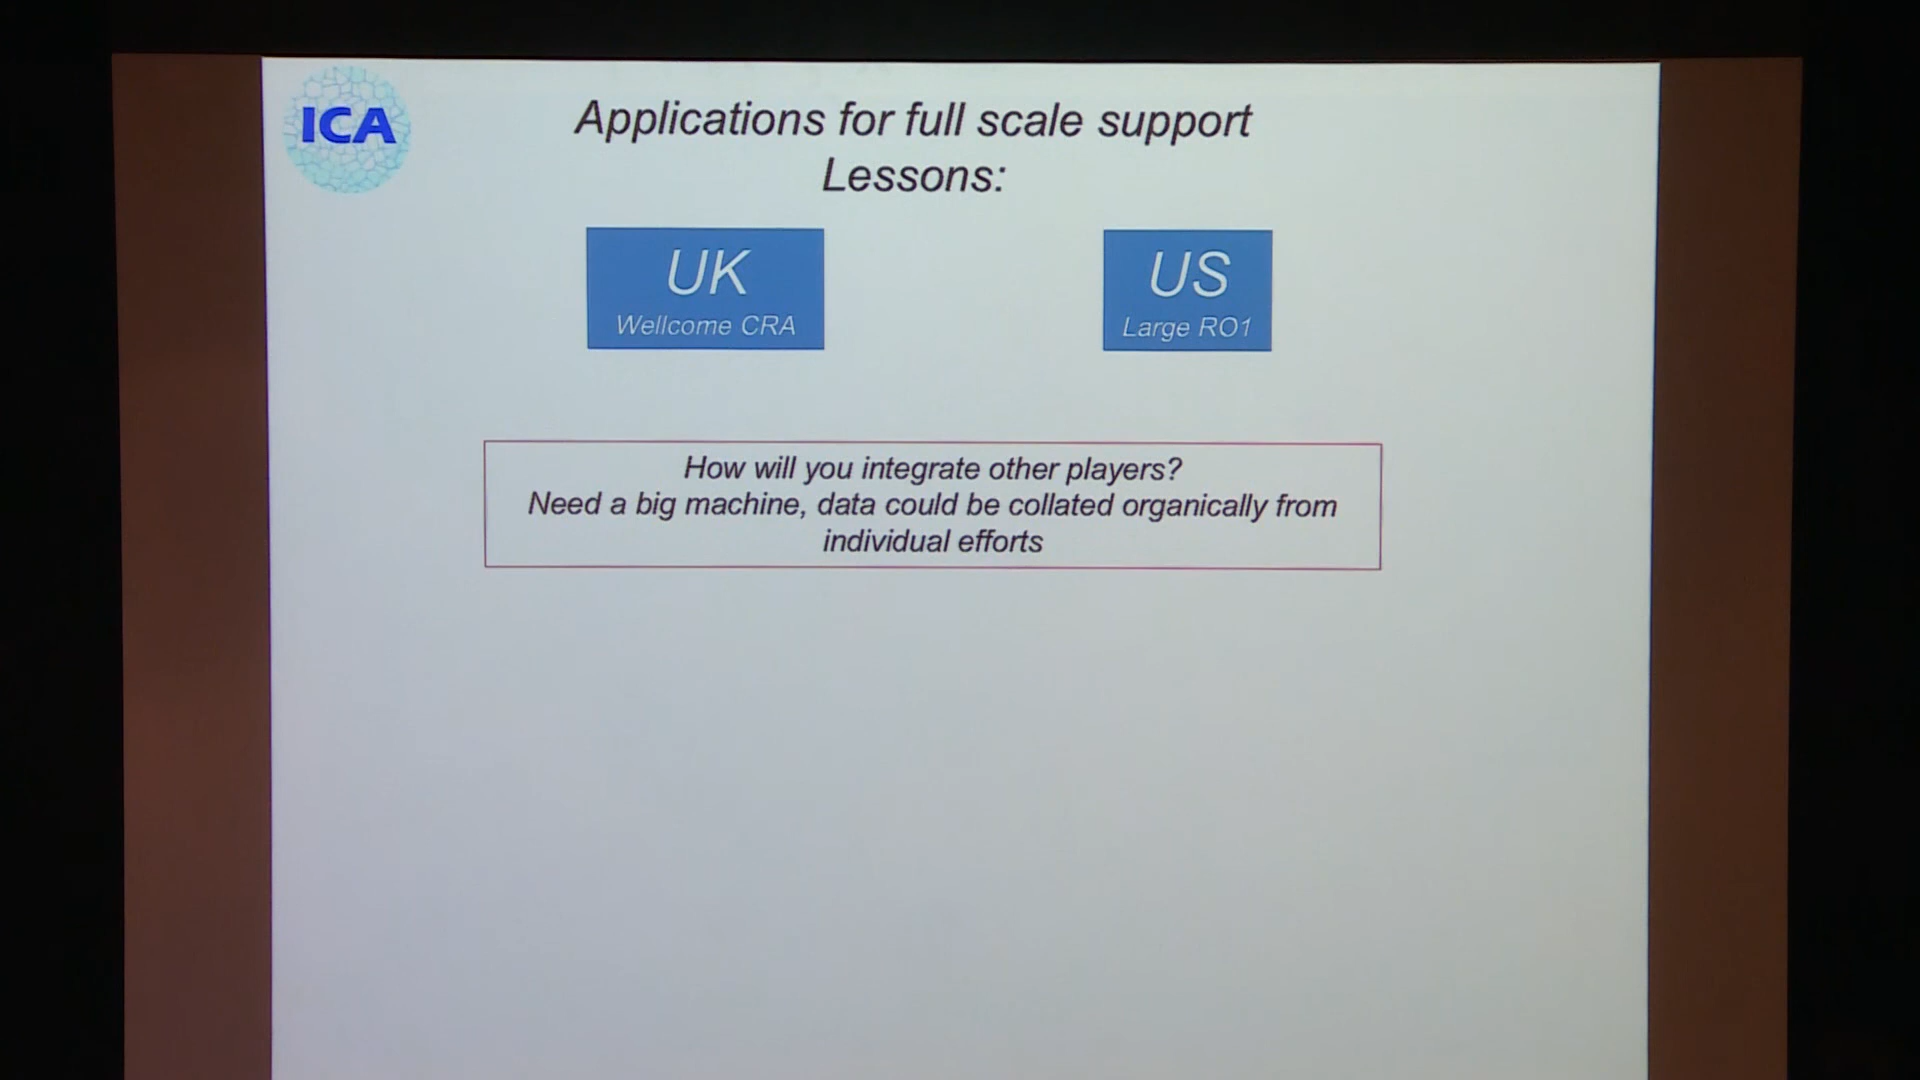 ICA
Applications for full scale support
Lessons:
UK
Wellcome CRA
US
Large RO1
How will you integrate other players?
Need a big machine, data could be collated organically from
individual efforts